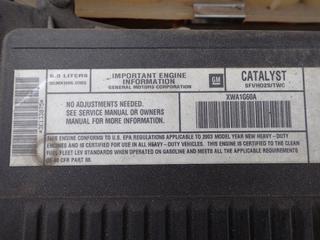 6.0 LITERS
IMPORTANT ENGINE
INFORMATION
GENERAL MOTORS CORPORATION
GM
CATALYST
SFI/HO2S/TWC
NO ADJUSTMENTS NEEDED.
SEE SERVICE MANUAL OR OWNERS
MANUAL FOR MORE INFORMATION.
XWA1G60A
THIS ENGINE CONFORMS TO U.S. EPA REGULATIONS APPLICABLE TO 2003 MODEL YEAR NEW HEAVY - DUTY
ENGINES AND IS CERTIFIED FOR USE IN ALL HEAVY - DUTY VEHICLES. THIS ENGINE CONFORMS TO THE CLEAN
FUEL FLEET LEV STANDARDS WHEN OPERATED ON GASOLINE AND MEETS ALL THE APPLICABLE REQUIREMENTS
OF 40 CFR PART 88.